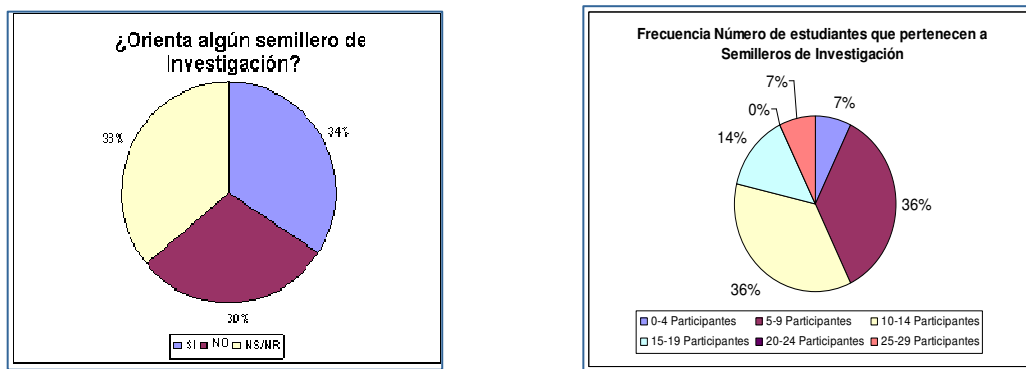 ¿Orienta algún semillero de
Investigación?
33%
34%
30%
SI NO NS/NR
Frecuencia Número de estudiantes que pertenecen a
Semilleros de Investigación
7%
7%
0%
14%
36%
36%
0-4 Participantes 5-9 Participantes 10-14 Participantes
15-19 Participantes 20-24 Participantes 25-29 Participantes